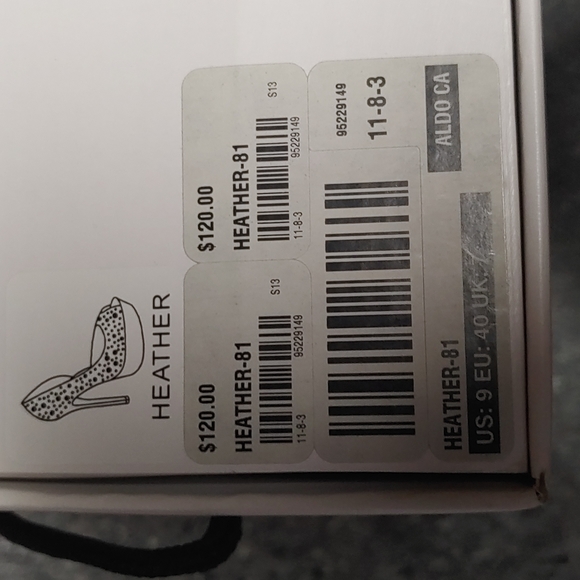 HEATHER
$120.00
HEATHER-81
S13
95229149
11-8-3
$120.00
HEATHER-81
S13
95229149
11-8-3
95229149
11-8-3
ALDO CA
HEATHER-81
US: 9 EU: 40 UK: